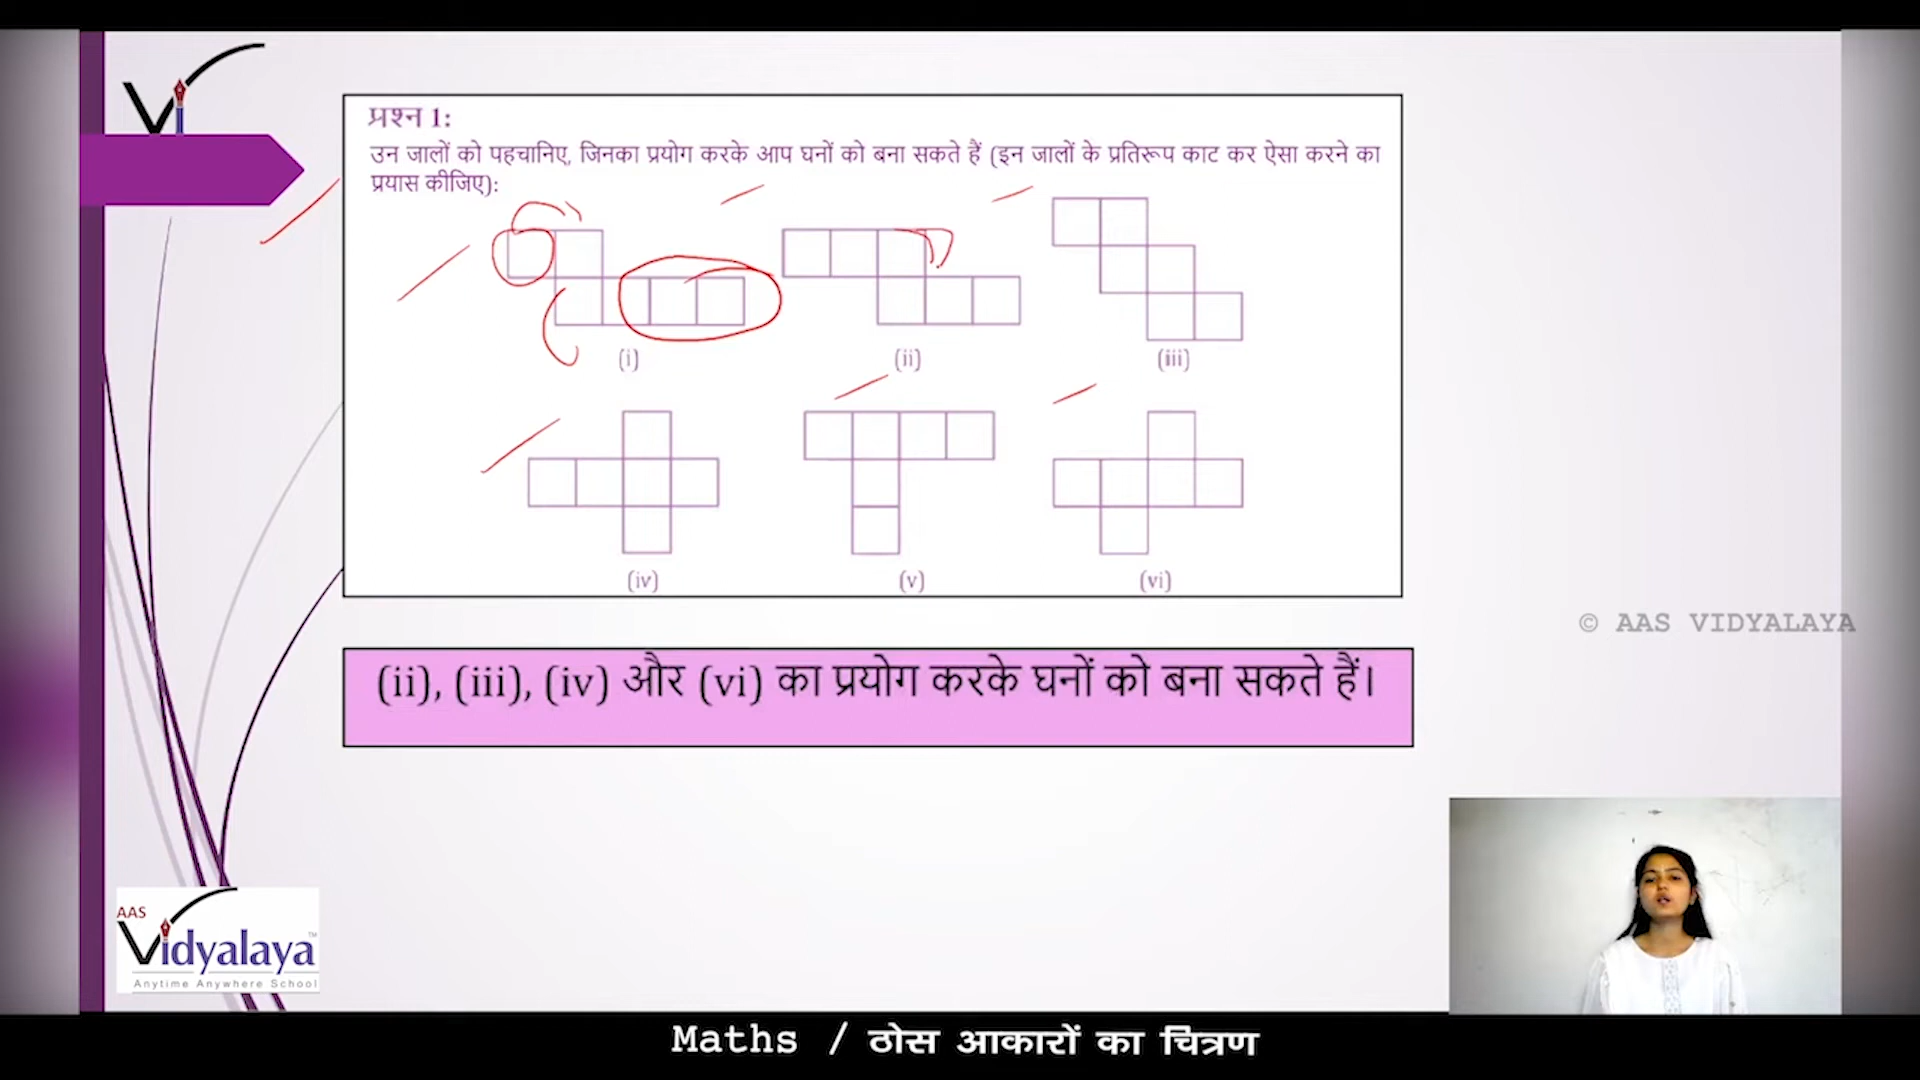 प्रश्न 1:
उन जालों को पहचानिए, जिनका प्रयोग करके आप घनों को बना सकते हैं (इन जालों के प्रतिरूप काट कर ऐसा करने का
प्रयास कीजिए):
(i) (ii) (iii)
(iv) (v) (vi)
© AAS VIDYALAYA
(ii), (iii), (iv) और (vi) का प्रयोग करके घनों को बना सकते हैं।
AAS
Vidyalaya TM
Anytime Anywhere School
Maths / ठोस आकारों का चित्रण